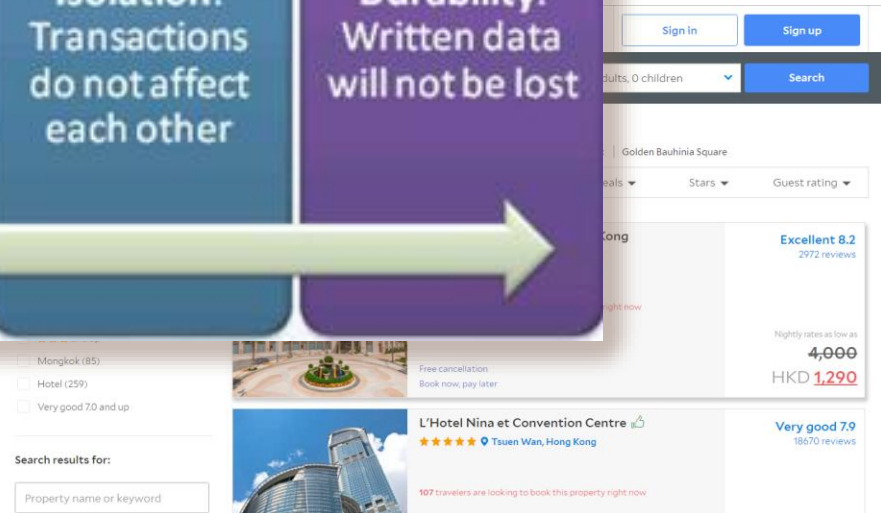 Isolation:
Transactions
do not affect
each other
Durability:
Written data
will not be lost
Sign in
Sign up
dults, 0 children
Search
Golden Bauhinia Square
eals
Stars
Guest rating
Kong
Excellent 8.2
2972 reviews
right now
Nightly rates as low as
4,000
HKD 1,290
Free cancellation
Book now, pay later
Mongkok (85)
Hotel (259)
Very good 7.0 and up
Search results for:
Property name or keyword
L'Hotel Nina et Convention Centre
Tsuen Wan, Hong Kong
107 travelers are looking to book this property right now
Very good 7.9
18670 reviews